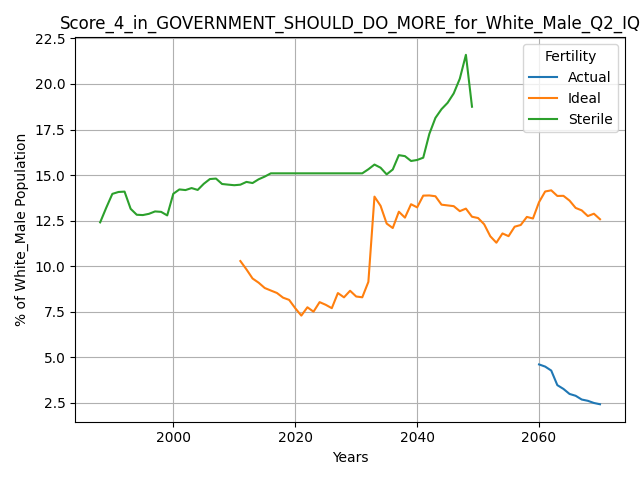 Score_4_in_GOVERNMENT_SHOULD_DO_MORE_for_White_Male_Q2_IQ
22.5
20.0
17.5
15.0
12.5
10.0
7.5
5.0
2.5
% of White_Male Population
Fertility
Actual
Ideal
Sterile
2000
2020
2040
2060
Years